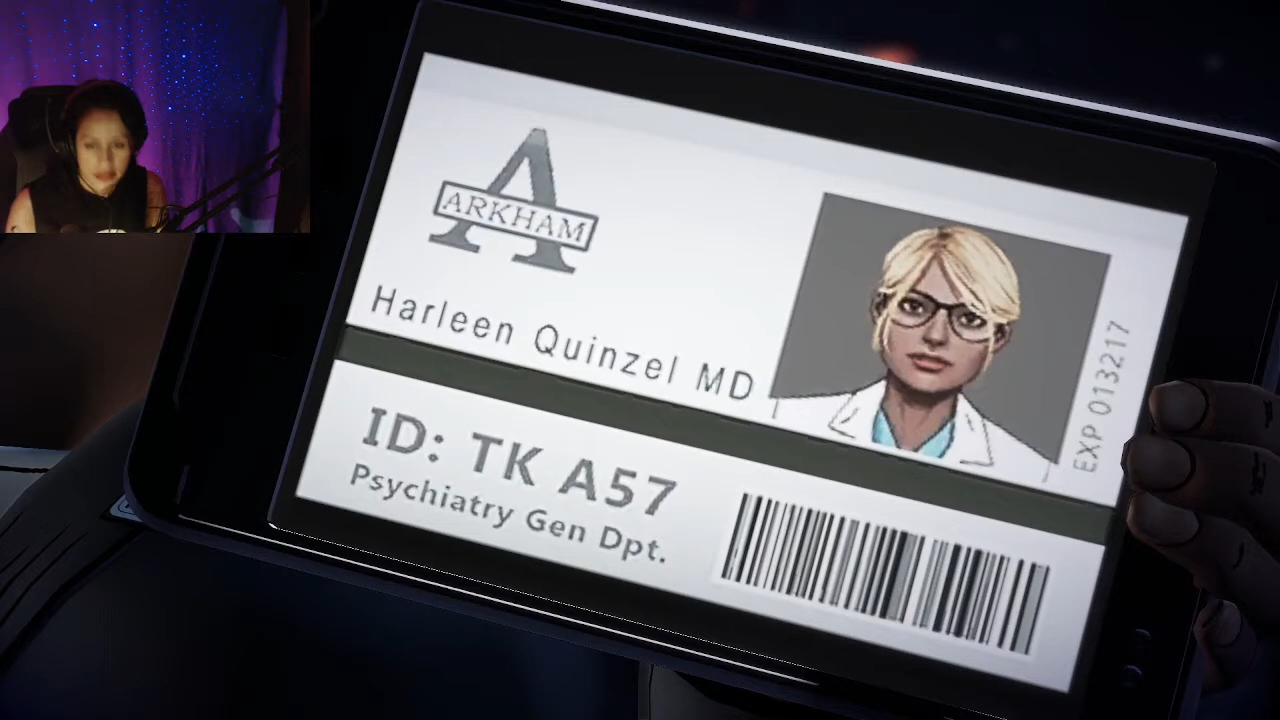 ARKHAM
Harleen Quinzel MD
EXP 013217
ID: TK A57
Psychiatry Gen Dpt.